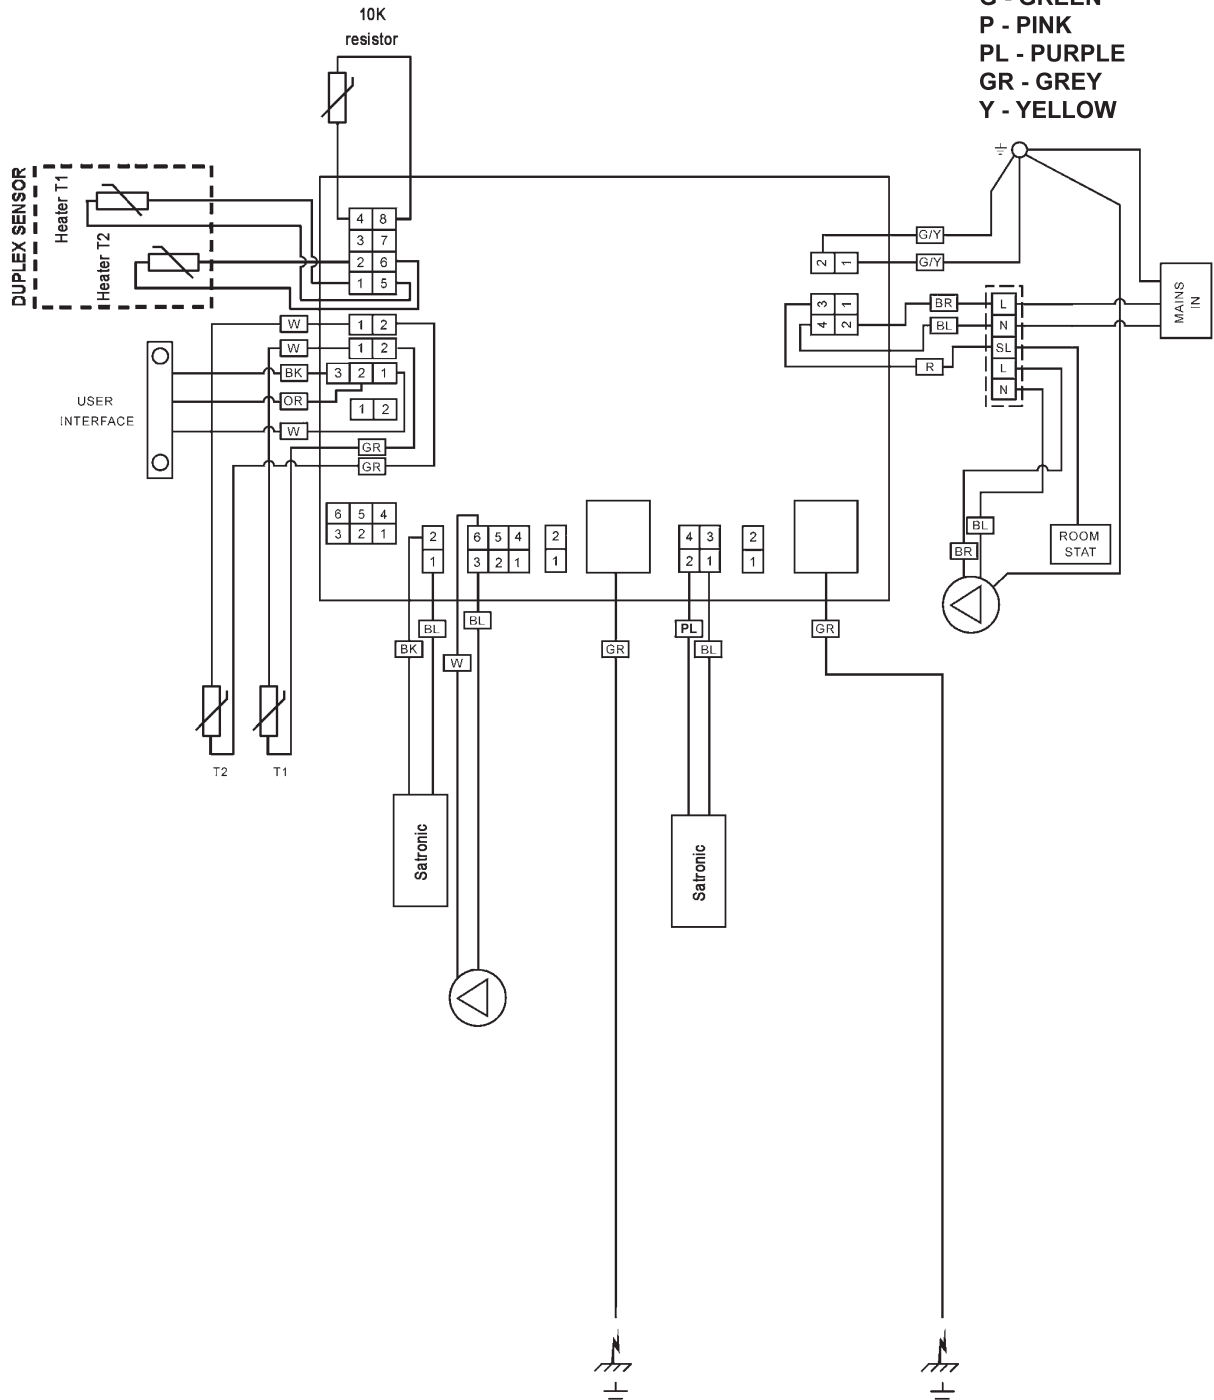 G - GREEN
P - PINK
PL - PURPLE
GR - GREY
Y - YELLOW
10K
resistor
DUPLEX SENSOR
Heater T1
Heater T2
4 8
3 7
2 6
1 5
W 1 2
W 1 2
BK 3 2 1
OR
1 2
W
GR
GR
USER
INTERFACE
2 1
G/Y
G/Y
3 1
4 2
BR
BL
R
L
N
SL
L
N
MAINS
IN
ROOM
STAT
BL
BR
6 5 4
3 2 1
2
1
6 5 4
3 2 1
2
1
4 3
2 1
2
1
BK
BL
W
BL
GR
PL
BL
GR
T2
T1
Satronic
Satronic